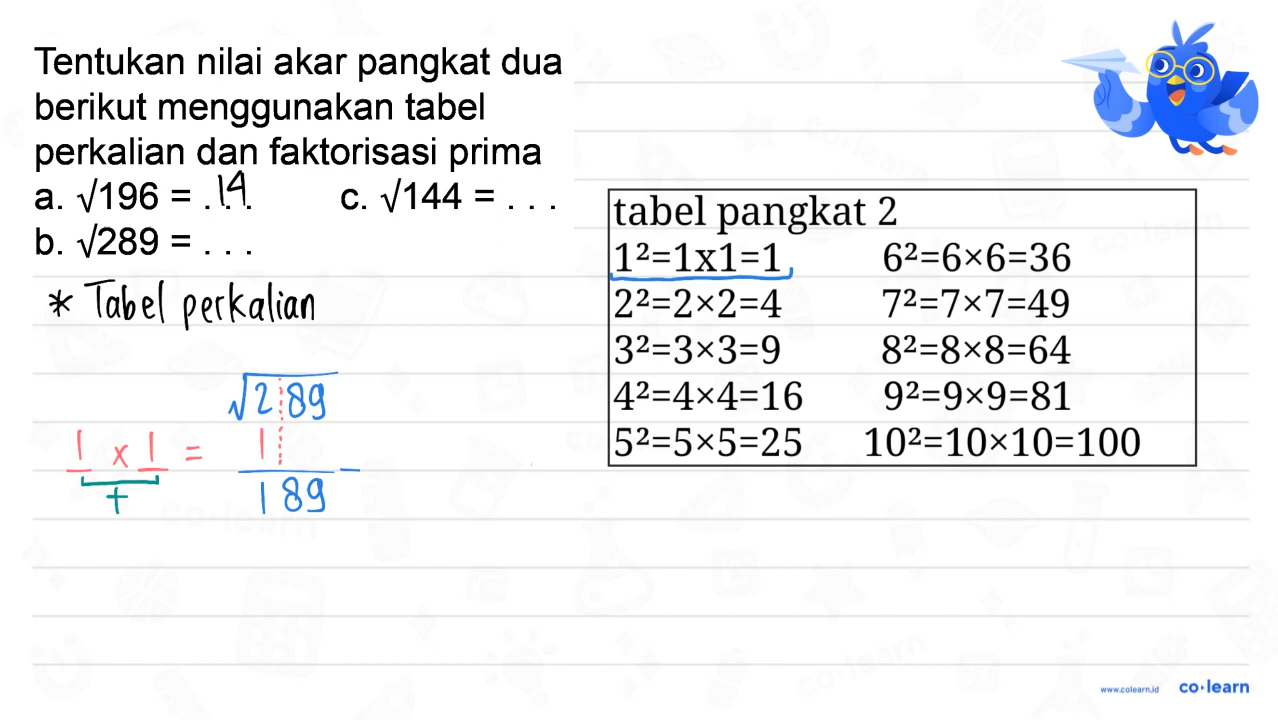 Tentukan nilai akar pangkat dua
berikut menggunakan tabel
perkalian dan faktorisasi prima
a. √196 = . 14 .
c. √144 = . . .
b. √289 = . . .
* Tabel perkalian
√2 89
1 x 1 = 1
+
1 89
tabel pangkat 2
1²=1x1=1 6²=6×6=36
2²=2×2=4 7²=7×7=49
3²=3×3=9 8²=8×8=64
4²=4×4=16 9²=9×9=81
5²=5×5=25 10²=10×10=100
www.colearn.id co·learn